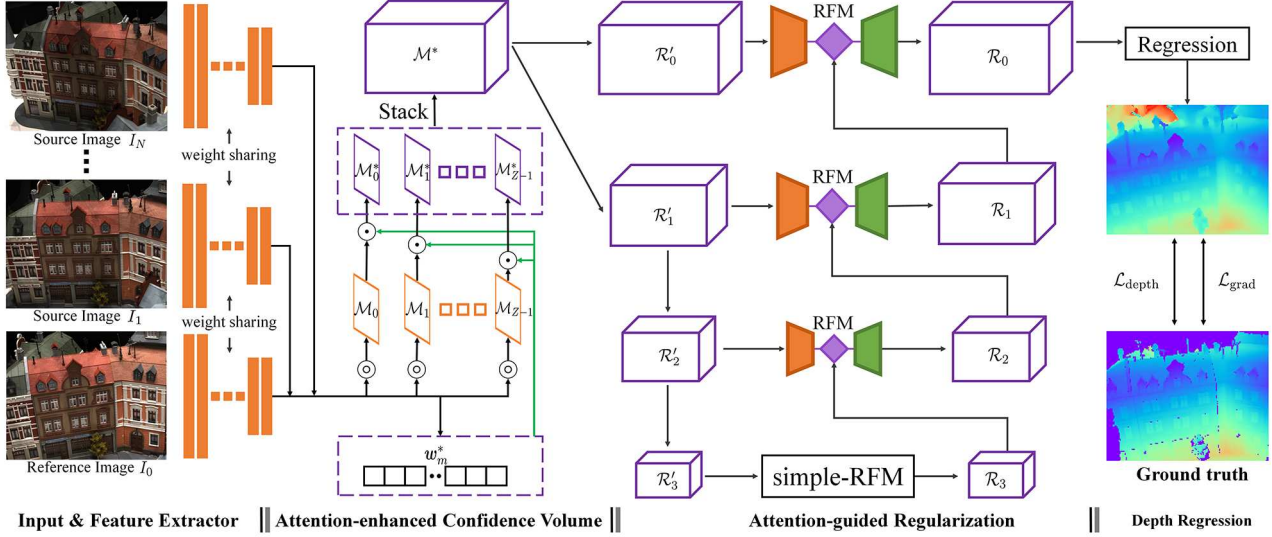 Source Image I_N
Source Image I_1
Reference Image I_0
weight sharing
weight sharing
ℳ*
Stack
ℳ*_0 ℳ*_1 ℳ*_{Z-1}
ℳ_0 ℳ_1 ℳ_{Z-1}
w*_m
ℛ'_0
RFM
ℛ_0
ℛ'_1
RFM
ℛ_1
ℛ'_2
RFM
ℛ_2
ℛ'_3
simple-RFM
ℛ_3
Regression
ℒ_depth ℒ_grad
Ground truth
Input & Feature Extractor
Attention-enhanced Confidence Volume
Attention-guided Regularization
Depth Regression